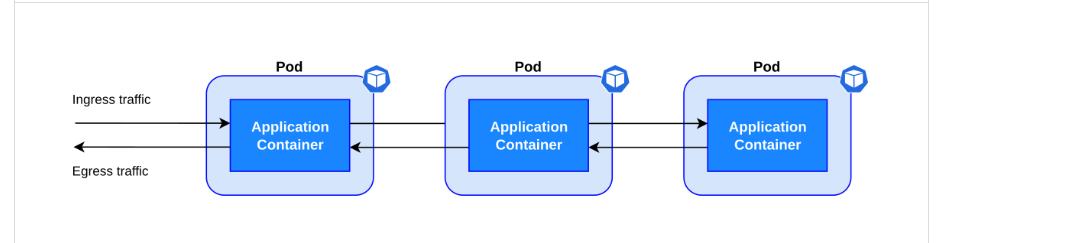 Pod
Pod
Pod
Ingress traffic
Application
Container
Application
Container
Application
Container
Egress traffic